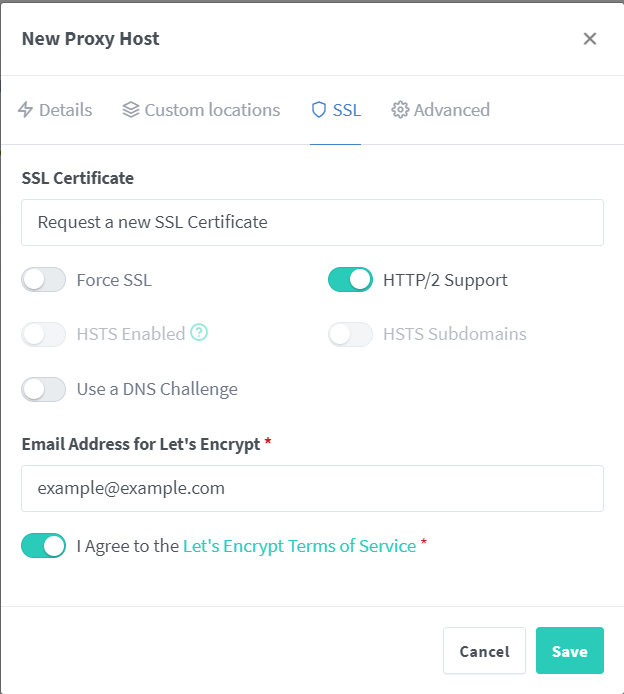 New Proxy Host
Details Custom locations SSL Advanced
SSL Certificate
Request a new SSL Certificate
Force SSL HTTP/2 Support
HSTS Enabled HSTS Subdomains
Use a DNS Challenge
Email Address for Let's Encrypt *
example@example.com
I Agree to the Let's Encrypt Terms of Service *
Cancel Save